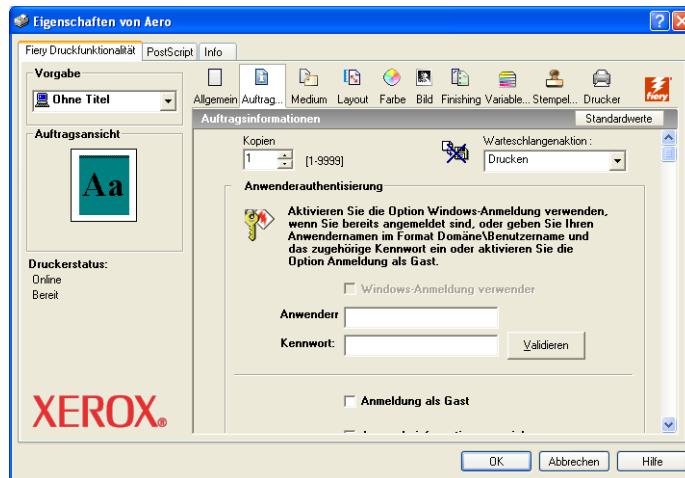 Eigenschaften von Aero
Fiery Druckfunktionalität
PostScript
Info
Vorgabe
Ohne Titel
Auftragsansicht
Aa
Druckerstatus:
Online
Bereit
XEROX®
Allgemein
Auftrag...
Medium
Layout
Farbe
Bild
Finishing
Variable...
Stempel...
Drucker
fiery
Auftragsinformationen
Standardwerte
Kopien
1
[1-9999]
Warteschlangenaktion :
Drucken
Anwenderauthentisierung
Aktivieren Sie die Option Windows-Anmeldung verwenden,
wenn Sie bereits angemeldet sind, oder geben Sie Ihren
Anwendernamen im Format Domäne\Benutzername und
das zugehörige Kennwort ein oder aktivieren Sie die
Option Anmeldung als Gast.
Windows-Anmeldung verwender
Anwenderr
Kennwort:
Validieren
Anmeldung als Gast
OK
Abbrechen
Hilfe